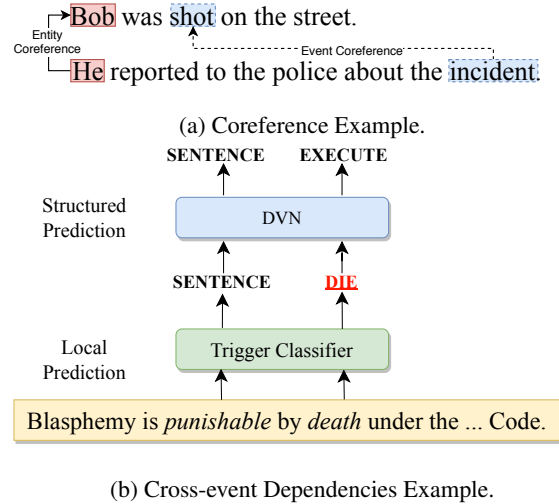 Bob was shot on the street.
Entity
Coreference
Event Coreference
He reported to the police about the incident.
(a) Coreference Example.
SENTENCE EXECUTE
Structured
Prediction
DVN
SENTENCE DIE
Local
Prediction
Trigger Classifier
Blasphemy is punishable by death under the ... Code.
(b) Cross-event Dependencies Example.